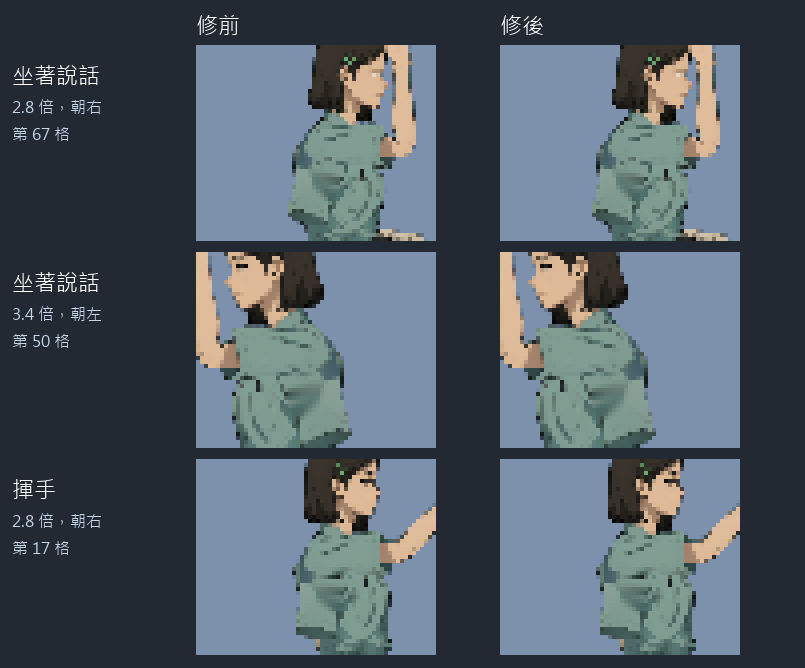 修前
修後
坐著說話
2.8 倍，朝右
第 67 格
坐著說話
3.4 倍，朝左
第 50 格
揮手
2.8 倍，朝右
第 17 格